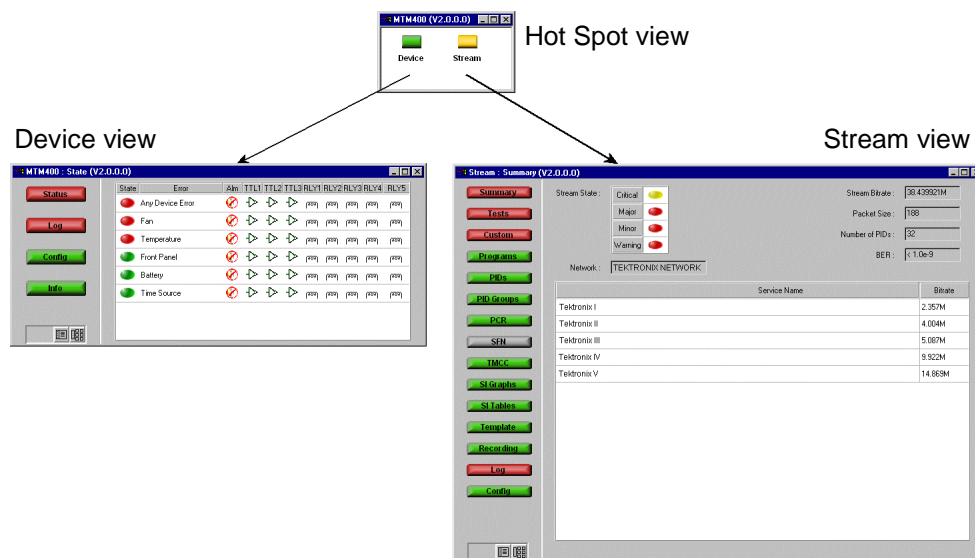 MTM400 (V2.0.0.0)
Device Stream
Hot Spot view
Device view
MTM400 : State (V2.0.0.0)
Status
Log
Config
Info
State Error Alm TTL1 TTL2 TTL3 RLY1 RLY2 RLY3 RLY4 RLY5
Any Device Error
Fan
Temperature
Front Panel
Battery
Time Source
Stream view
Stream : Summary (V2.0.0.0)
Summary
Tests
Custom
Programs
PIDs
PID Groups
PCR
SFN
TMCC
SI Graphs
SI Tables
Template
Recording
Log
Config
Stream State :
Critical
Major
Minor
Warning
Stream Bitrate : 38.439921M
Packet Size : 188
Number of PIDs : 32
BER : < 1.0e-9
Network : TEKTRONIX NETWORK
Service Name Bitrate
Tektronix I 2.357M
Tektronix II 4.004M
Tektronix III 5.087M
Tektronix IV 9.922M
Tektronix V 14.869M